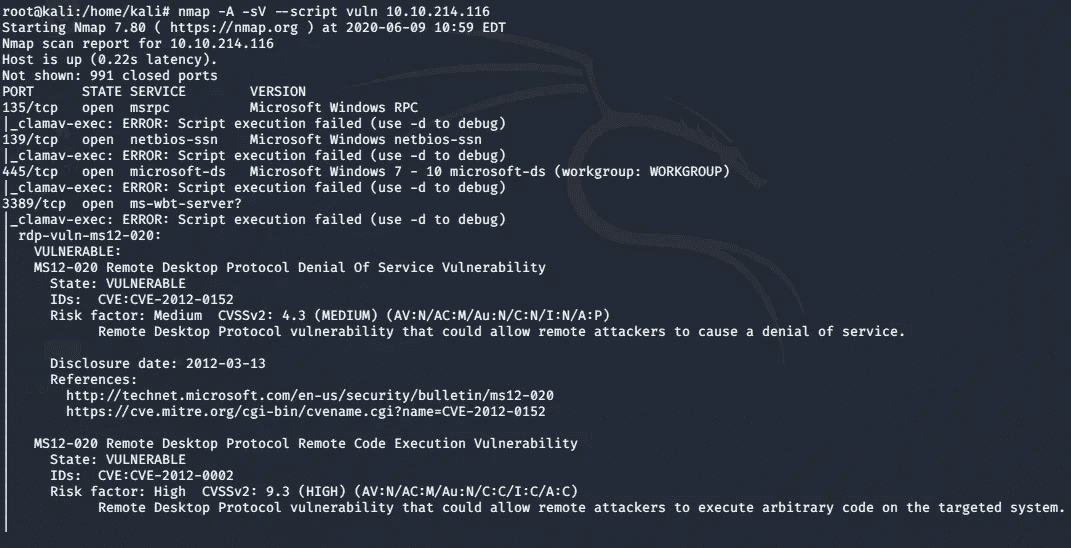 root@kali:/home/kali# nmap -A -sV --script vuln 10.10.214.116
Starting Nmap 7.80 ( https://nmap.org ) at 2020-06-09 10:59 EDT
Nmap scan report for 10.10.214.116
Host is up (0.22s latency).
Not shown: 991 closed ports
PORT     STATE SERVICE       VERSION
135/tcp  open  msrpc         Microsoft Windows RPC
|_clamav-exec: ERROR: Script execution failed (use -d to debug)
139/tcp  open  netbios-ssn   Microsoft Windows netbios-ssn
|_clamav-exec: ERROR: Script execution failed (use -d to debug)
445/tcp  open  microsoft-ds  Microsoft Windows 7 - 10 microsoft-ds (workgroup: WORKGROUP)
|_clamav-exec: ERROR: Script execution failed (use -d to debug)
3389/tcp open  ms-wbt-server?
|_clamav-exec: ERROR: Script execution failed (use -d to debug)
| rdp-vuln-ms12-020:
|   VULNERABLE:
|   MS12-020 Remote Desktop Protocol Denial Of Service Vulnerability
|     State: VULNERABLE
|     IDs:  CVE:CVE-2012-0152
|     Risk factor: Medium  CVSSv2: 4.3 (MEDIUM) (AV:N/AC:M/Au:N/C:N/I:N/A:P)
|           Remote Desktop Protocol vulnerability that could allow remote attackers to cause a denial of service.
|
|     Disclosure date: 2012-03-13
|     References:
|       http://technet.microsoft.com/en-us/security/bulletin/ms12-020
|       https://cve.mitre.org/cgi-bin/cvename.cgi?name=CVE-2012-0152
|
|   MS12-020 Remote Desktop Protocol Remote Code Execution Vulnerability
|     State: VULNERABLE
|     IDs:  CVE:CVE-2012-0002
|     Risk factor: High  CVSSv2: 9.3 (HIGH) (AV:N/AC:M/Au:N/C:C/I:C/A:C)
|           Remote Desktop Protocol vulnerability that could allow remote attackers to execute arbitrary code on the targeted system.
|